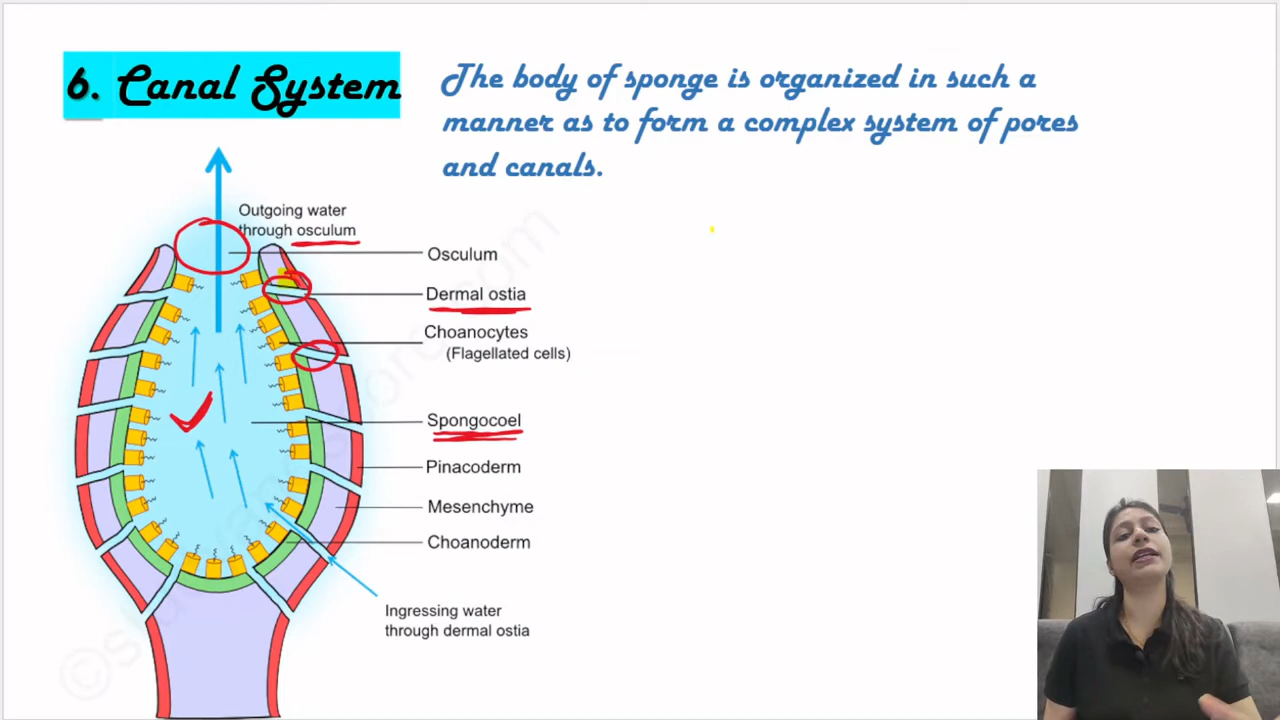 6. Canal System
The body of sponge is organized in such a
manner as to form a complex system of pores
and canals.
Outgoing water
through osculum
Osculum
Dermal ostia
Choanocytes
(Flagellated cells)
Spongocoel
Pinacoderm
Mesenchyme
Choanoderm
Ingressing water
through dermal ostia